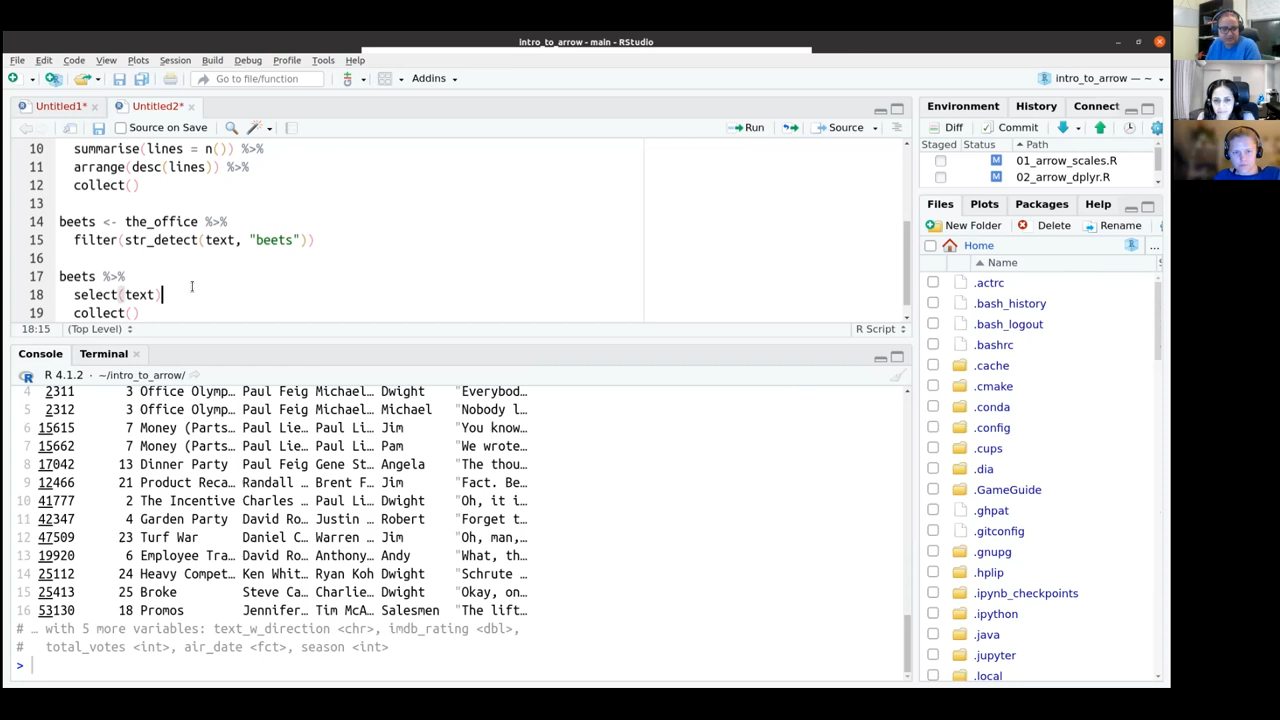 intro_to_arrow - main - RStudio
File Edit Code View Plots Session Build Debug Profile Tools Help
Go to file/function Addins intro_to_arrow — ~
Untitled1* Untitled2*
Source on Save Run Source
10 summarise(lines = n()) %>%
11 arrange(desc(lines)) %>%
12 collect()
13
14 beets <- the_office %>%
15 filter(str_detect(text, "beets"))
16
17 beets %>%
18 select(text)
19 collect()
18:15 (Top Level) R Script
Console Terminal
R 4.1.2 · ~/intro_to_arrow/
4 2311 3 Office Olymp… Paul Feig Michael… Dwight "Everybod…
5 2312 3 Office Olymp… Paul Feig Michael… Michael "Nobody l…
6 15615 7 Money (Parts… Paul Lie… Paul Li… Jim "You know…
7 15662 7 Money (Parts… Paul Lie… Paul Li… Pam "We wrote…
8 17042 13 Dinner Party Paul Feig Gene St… Angela "The thou…
9 12466 21 Product Reca… Randall … Brent F… Jim "Fact. Be…
10 41777 2 The Incentive Charles … Paul Li… Dwight "Oh, it i…
11 42347 4 Garden Party David Ro… Justin … Robert "Forget t…
12 47509 23 Turf War Daniel C… Warren … Jim "Oh, man,…
13 19920 6 Employee Tra… David Ro… Anthony… Andy "What, th…
14 25112 24 Heavy Compet… Ken Whit… Ryan Koh Dwight "Schrute …
15 25413 25 Broke Steve Ca… Charlie… Dwight "Okay, on…
16 53130 18 Promos Jennifer… Tim McA… Salesmen "The lift…
# … with 5 more variables: text_w_direction <chr>, imdb_rating <dbl>,
# total_votes <int>, air_date <fct>, season <int>
>
Environment History Connect
Diff Commit
Staged Status Path
M 01_arrow_scales.R
M 02_arrow_dplyr.R
Files Plots Packages Help
New Folder Delete Rename
Home ...
Name
.actrc
.bash_history
.bash_logout
.bashrc
.cache
.cmake
.conda
.config
.cups
.dia
.GameGuide
.ghpat
.gitconfig
.gnupg
.hplip
.ipynb_checkpoints
.ipython
.java
.jupyter
.local